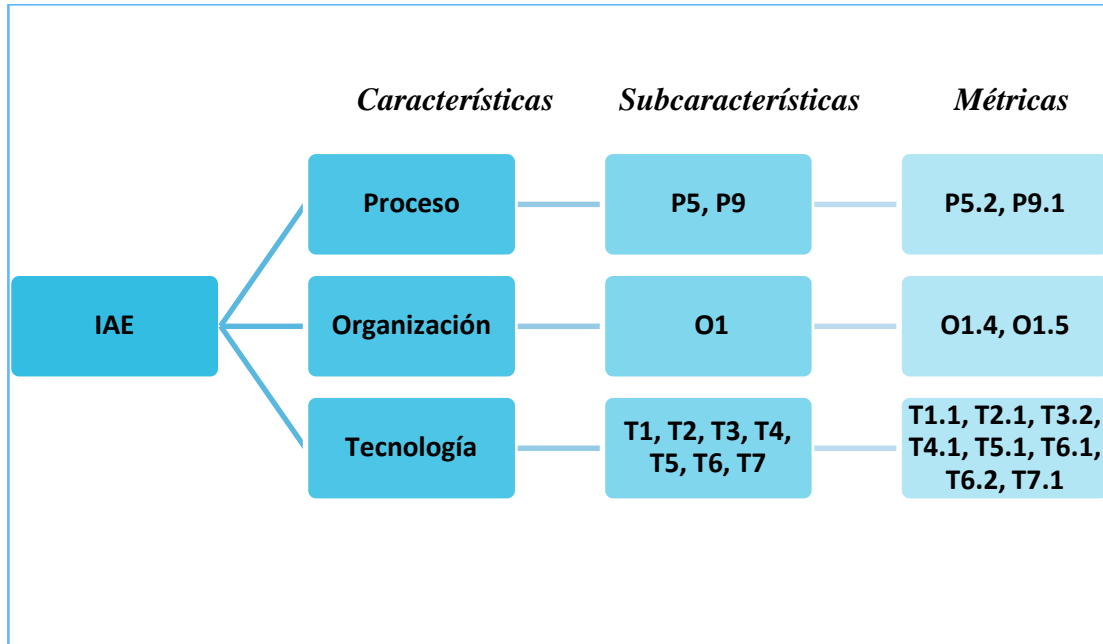 Características Subcaracterísticas Métricas
Proceso
P5, P9
P5.2, P9.1
IAE
Organización
O1
O1.4, O1.5
Tecnología
T1, T2, T3, T4,
T5, T6, T7
T1.1, T2.1, T3.2,
T4.1, T5.1, T6.1,
T6.2, T7.1